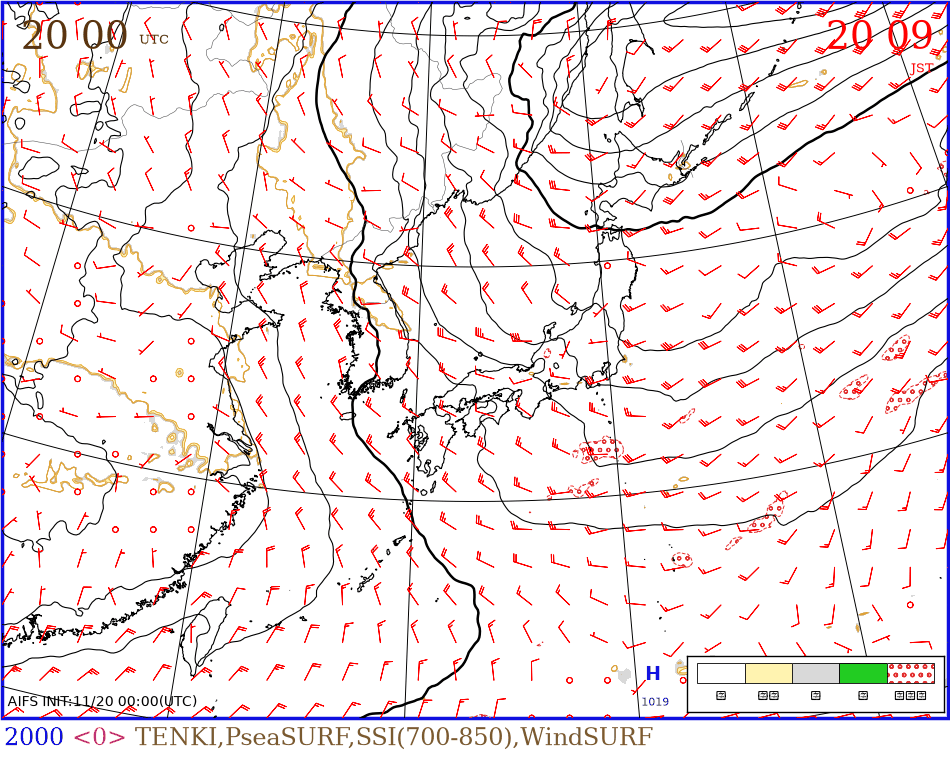 20 00 UTC
20 09
JST
H
1019
AIFS INIT:11/20 00:00(UTC)
2000 <0> TENKI,PseaSURF,SSI(700-850),WindSURF